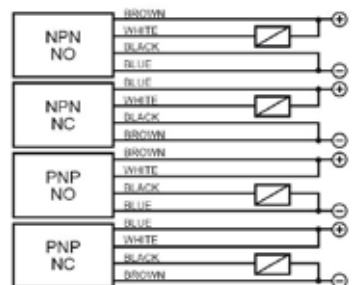 NPN
NO
BROWN
WHITE
BLACK
BLUE
+
-
NPN
NC
BLUE
WHITE
BLACK
BROWN
+
-
PNP
NO
BROWN
WHITE
BLACK
BLUE
+
-
PNP
NC
BLUE
WHITE
BLACK
BROWN
+
-